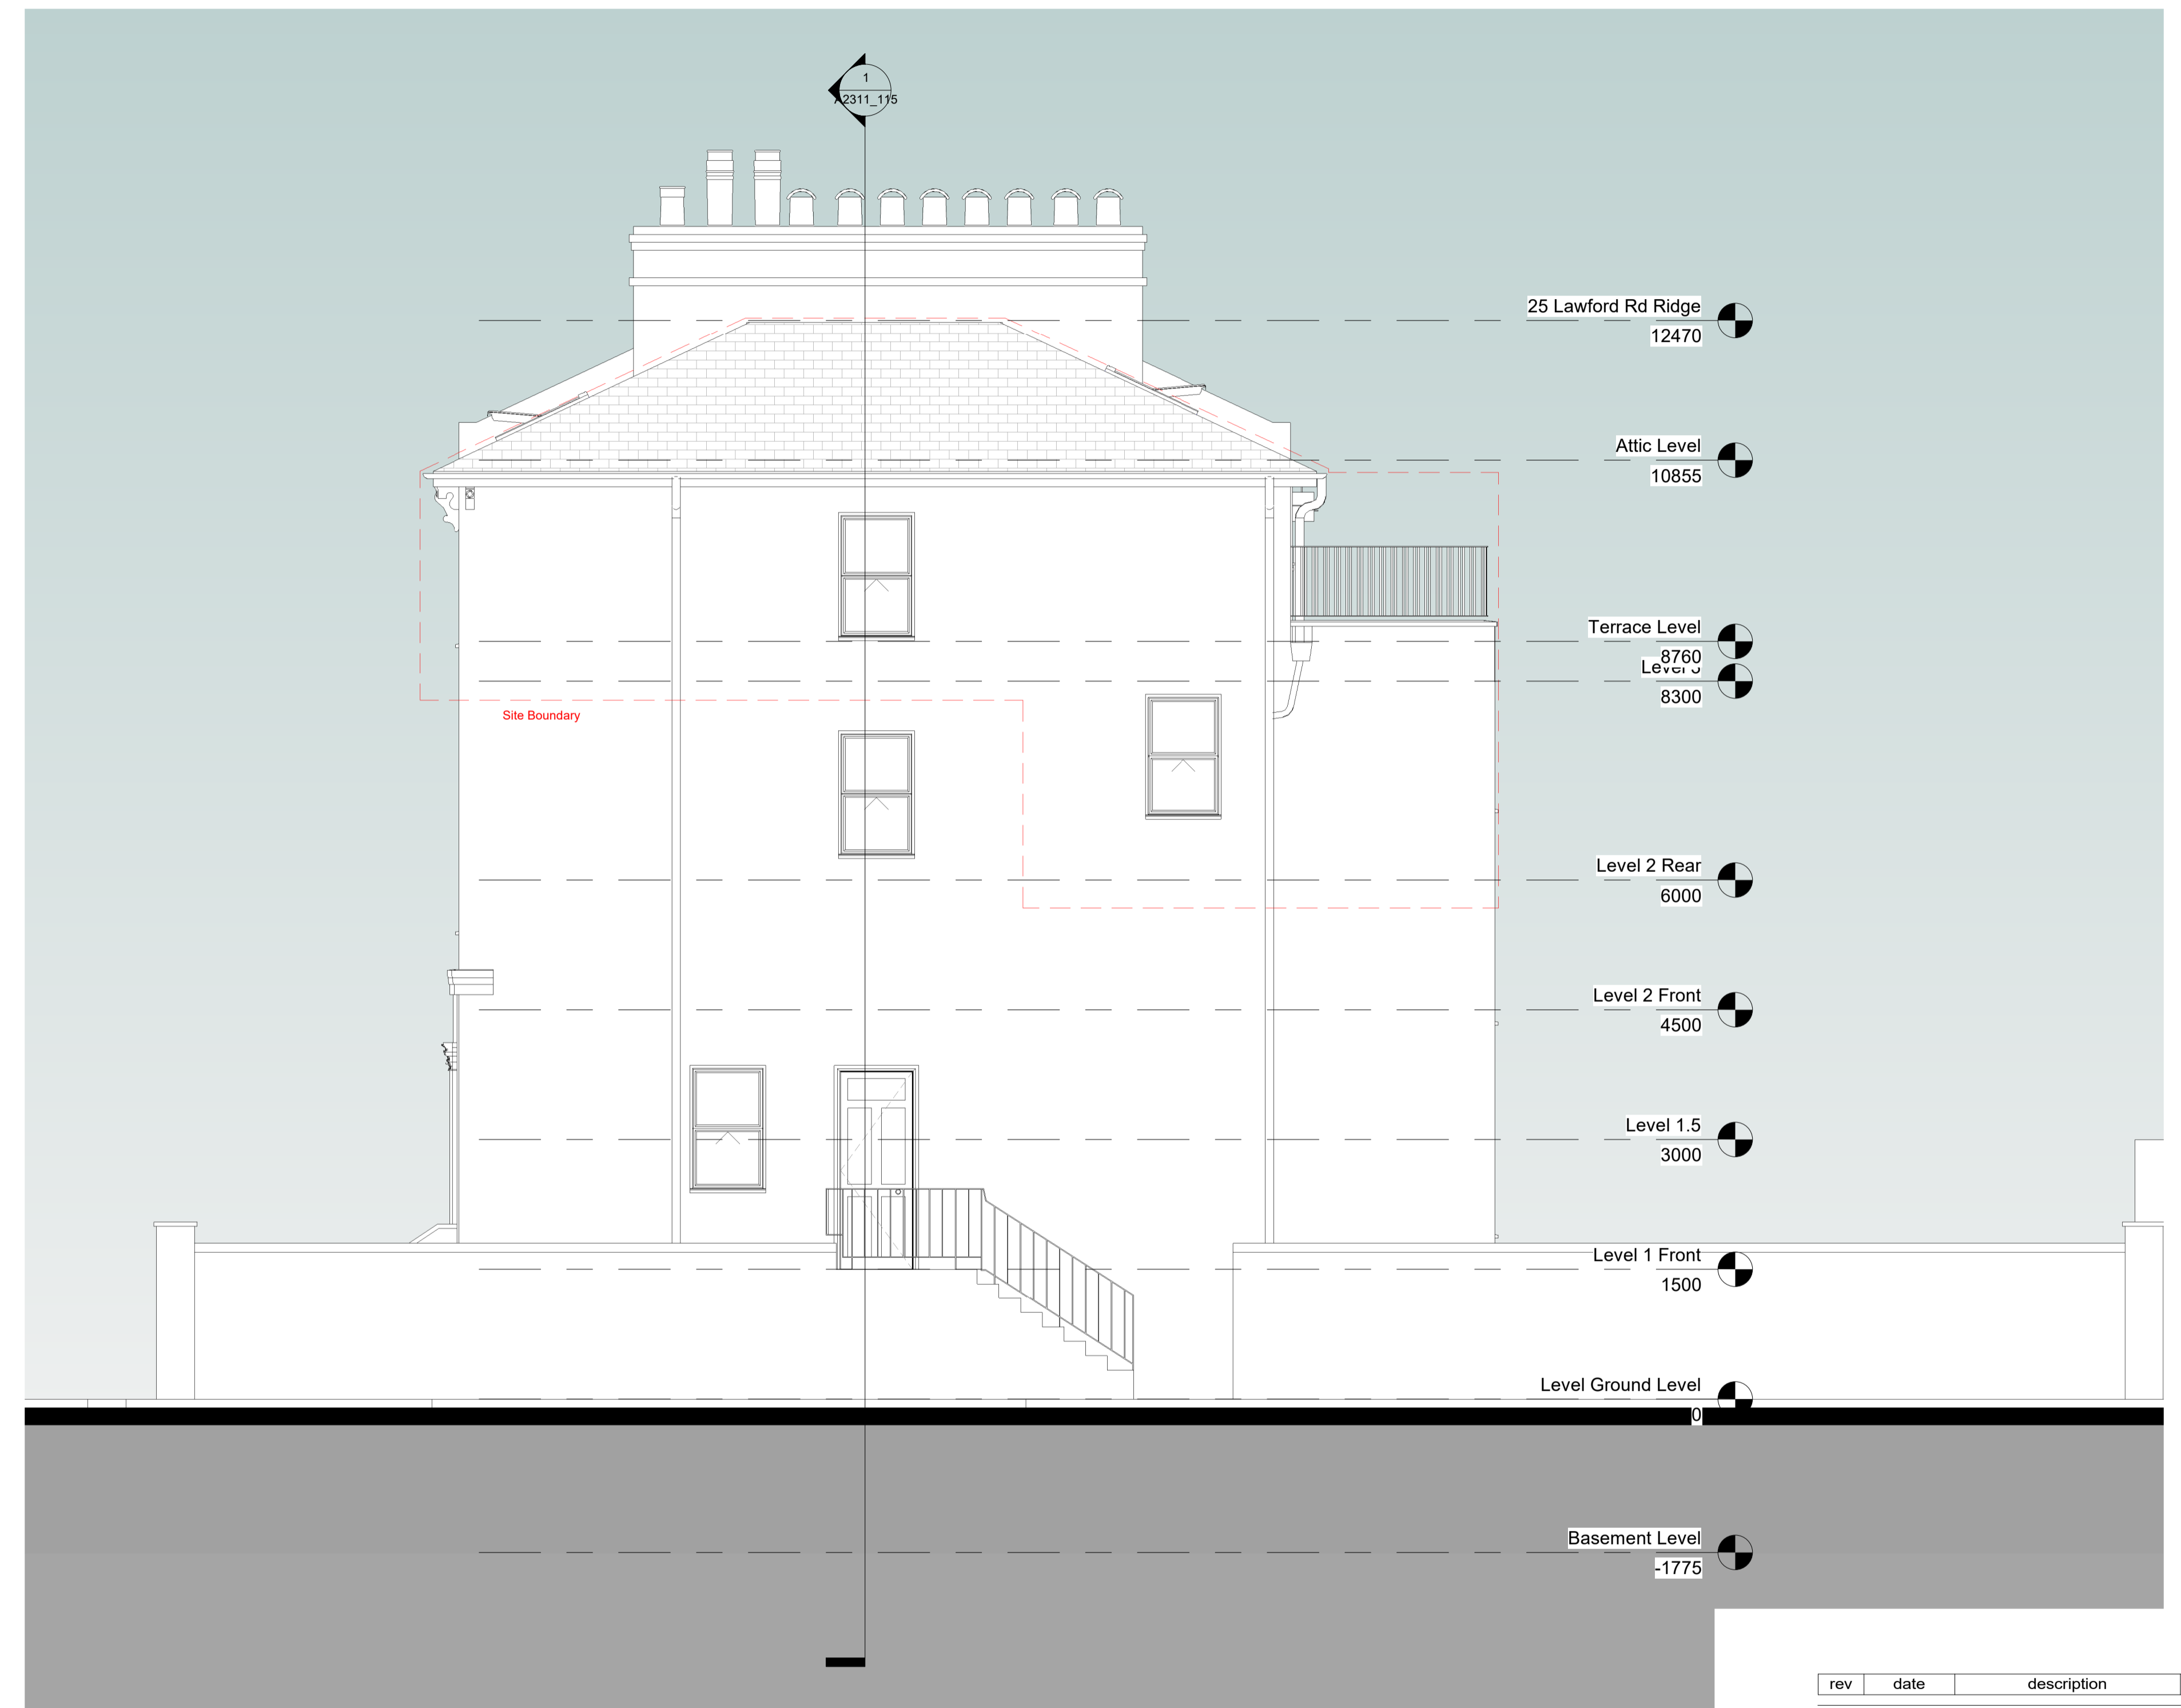 1
A2311_115
25 Lawford Rd Ridge
12470
Attic Level
10855
Terrace Level
8760
Level 3
8300
Site Boundary
Level 2 Rear
6000
Level 2 Front
4500
Level 1.5
3000
Level 1 Front
1500
Level Ground Level
0
Basement Level
-1775
rev date description